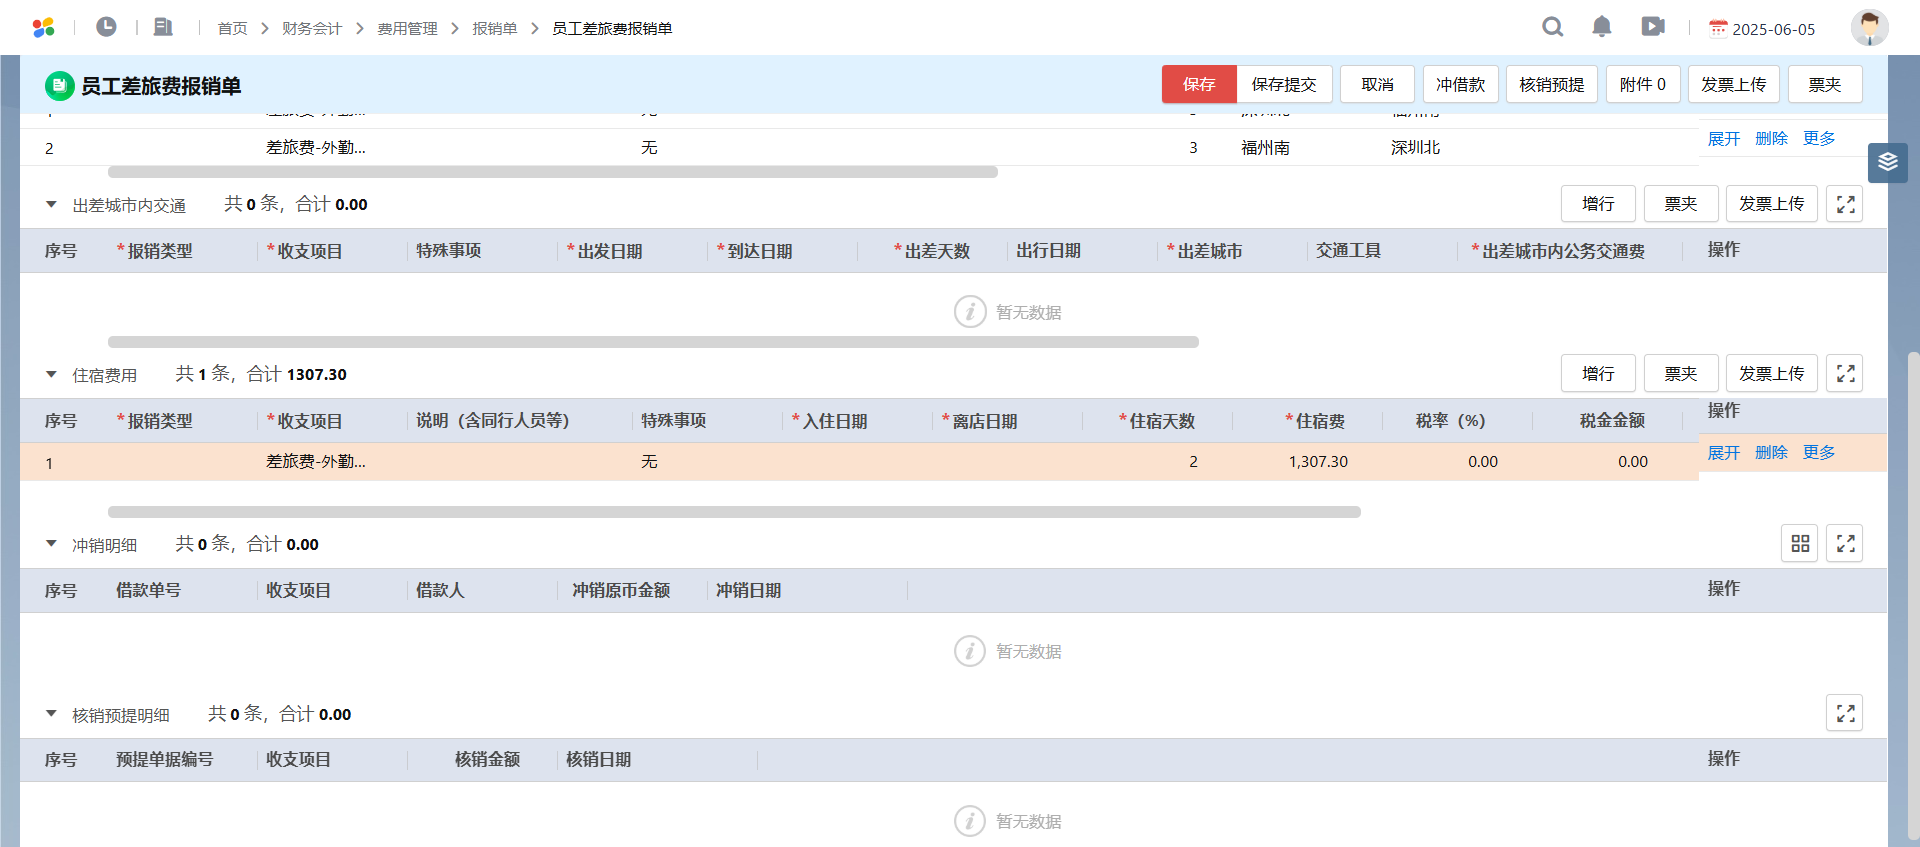 首页 > 财务会计 > 费用管理 > 报销单 > 员工差旅费报销单 2025-06-05
员工差旅费报销单 保存 保存提交 取消 冲借款 核销预提 附件 0 发票上传 票夹
2 差旅费-外勤... 无 3 福州南 深圳北 展开 删除 更多
出差城市内交通 共 0 条，合计 0.00 增行 票夹 发票上传
序号 *报销类型 *收支项目 特殊事项 *出发日期 *到达日期 *出差天数 出行日期 *出差城市 交通工具 *出差城市内公务交通费 操作
暂无数据
住宿费用 共 1 条，合计 1307.30 增行 票夹 发票上传
序号 *报销类型 *收支项目 说明（含同行人员等） 特殊事项 *入住日期 *离店日期 *住宿天数 *住宿费 税率（%） 税金金额 操作
1 差旅费-外勤... 无 2 1,307.30 0.00 0.00 展开 删除 更多
冲销明细 共 0 条，合计 0.00
序号 借款单号 收支项目 借款人 冲销原币金额 冲销日期 操作
暂无数据
核销预提明细 共 0 条，合计 0.00
序号 预提单据编号 收支项目 核销金额 核销日期 操作
暂无数据